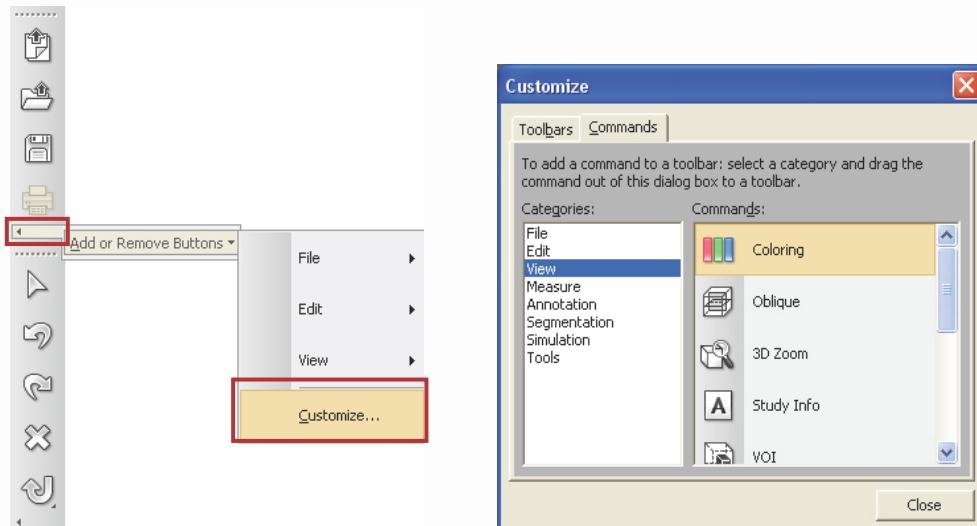 Add or Remove Buttons
File
Edit
View
Customize...
Customize
Toolbars
Commands
To add a command to a toolbar: select a category and drag the
command out of this dialog box to a toolbar.
Categories:
File
Edit
View
Measure
Annotation
Segmentation
Simulation
Tools
Commands:
Coloring
Oblique
3D Zoom
A
Study Info
VOI
Close